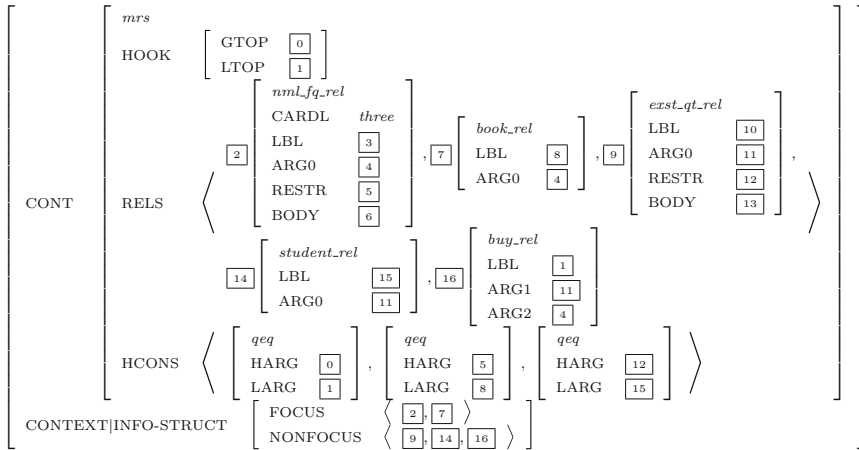 mrs
HOOK GTOP 0
LTOP 1
nml_fq_rel
CARDL three
LBL 3
ARG0 4
RESTR 5
BODY 6
book_rel
LBL 8
ARG0 4
exst_qt_rel
LBL 10
ARG0 11
RESTR 12
BODY 13
2 , 7 , 9 ,
CONT RELS
student_rel
LBL 15
ARG0 11
buy_rel
LBL 1
ARG1 11
ARG2 4
14 , 16
HCONS
qeq
HARG 0
LARG 1
,
qeq
HARG 5
LARG 8
,
qeq
HARG 12
LARG 15
CONTEXT|INFO-STRUCT
FOCUS ⟨ 2 , 7 ⟩
NONFOCUS ⟨ 9 , 14 , 16 ⟩